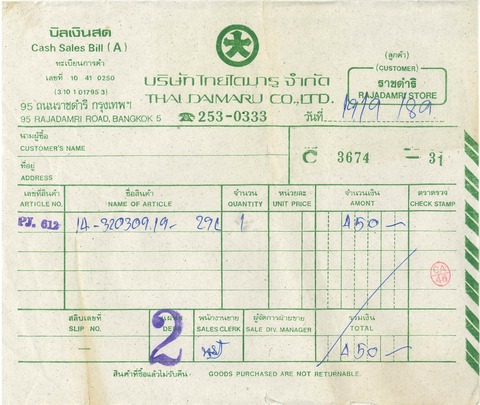 บิลเงินสด
Cash Sales Bill (A)
ทะเบียนการค้า
เลขที่ 10 41 0250
(310 1 01795 3)
95 ถนนราชดำริ กรุงเทพฯ
95 RAJADAMRI ROAD, BANGKOK 5
大
บริษัทไทยไดมารู จำกัด
THAI DAIMARU CO.,LTD.
☎253-0333
(ลูกค้า)
(CUSTOMER)
ราชดำริ
RAJADAMRI STORE
วันที่ 19/9/89
นามผู้ซื้อ
CUSTOMER'S NAME
ที่อยู่
ADDRESS
C 3674 — 31
เลขที่สินค้า ชื่อสินค้า จำนวน หน่วยละ จำนวนเงิน ตราตรวจ
ARTICLE NO. NAME OF ARTICLE QUANTITY UNIT PRICE AMONT CHECK STAMP
PJ. 612 14-320309.19- 292 1 450 -
สลิบเลขที่ แผนก พนักงานขาย ผู้จัดการฝ่ายขาย รวมเงิน
SLIP NO. DEPT. SALES CLERK SALE DIV. MANAGER TOTAL
2 450 -
สินค้าที่ซื้อแล้วไม่รับคืน GOODS PURCHASED ARE NOT RETURNABLE.